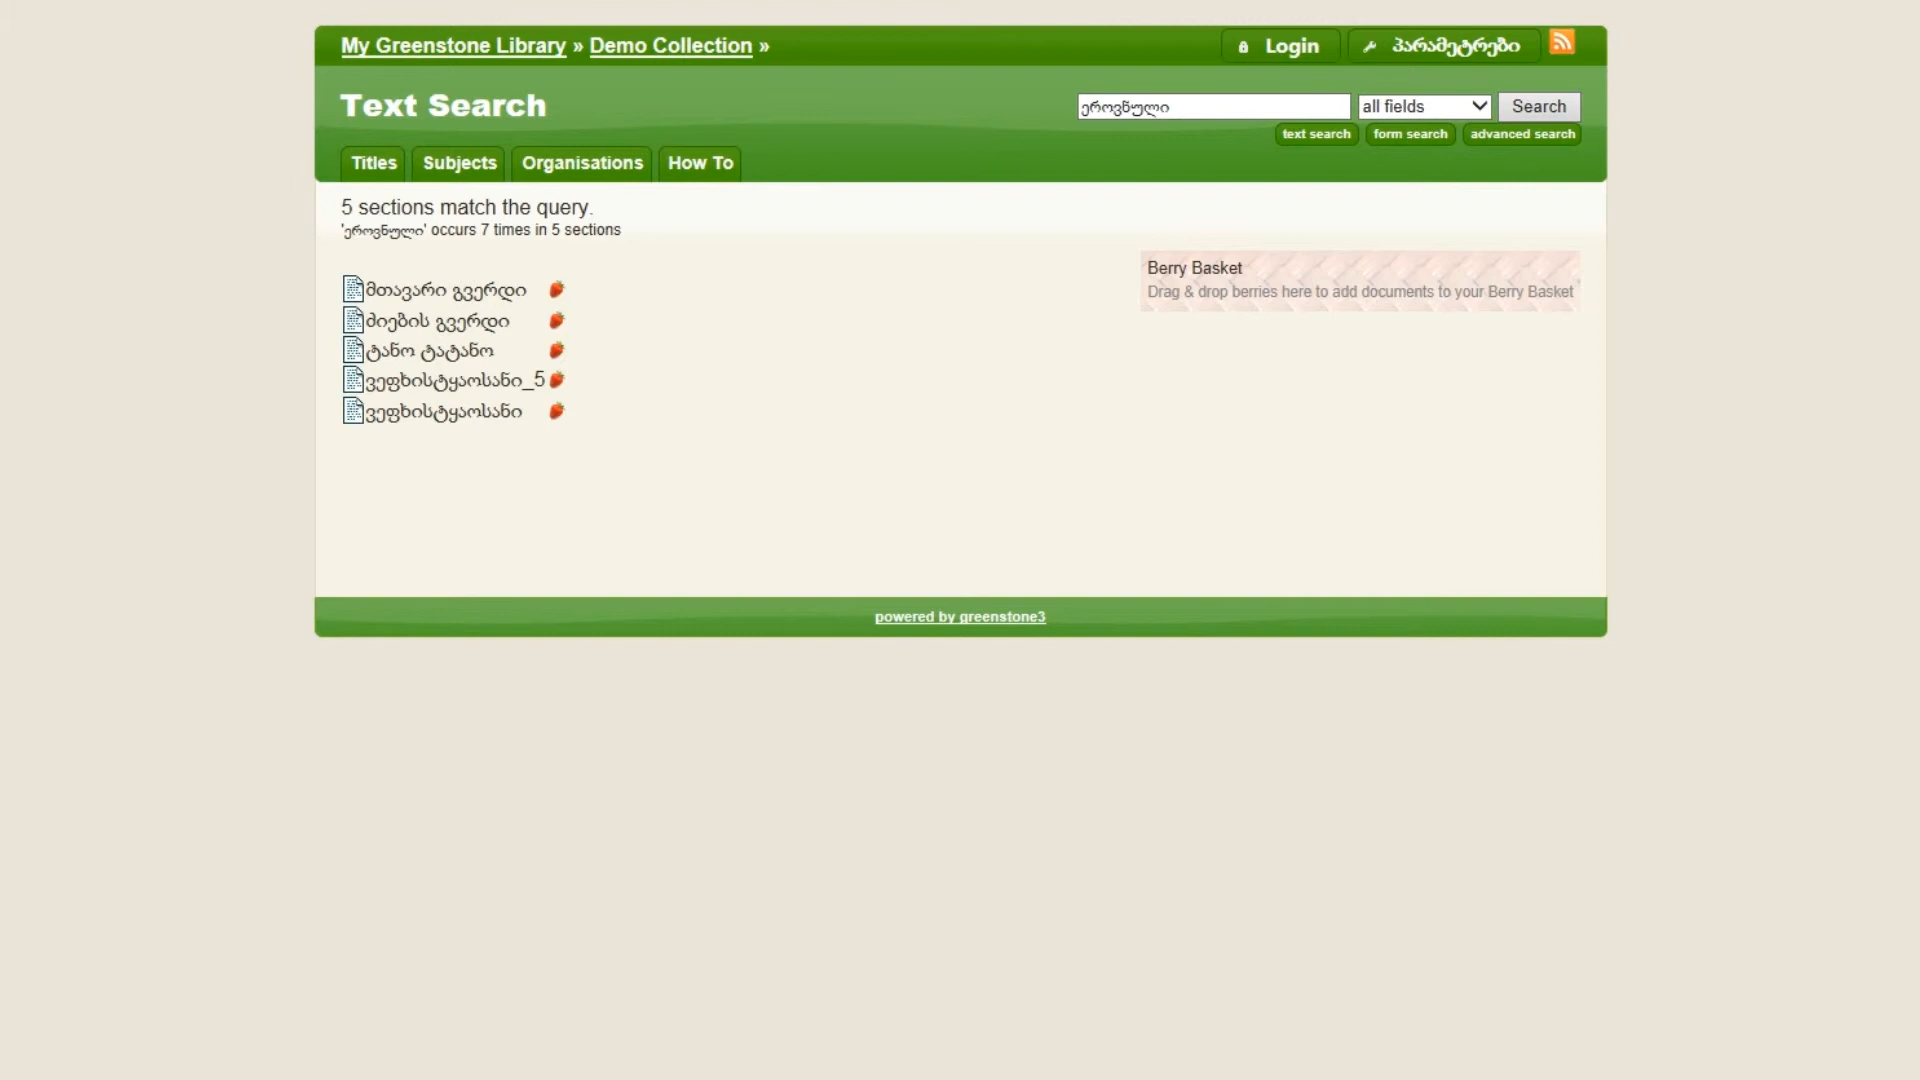 My Greenstone Library » Demo Collection »
Login
პარამეტრები
Text Search
ეროვნული
all fields
Search
text search
form search
advanced search
Titles
Subjects
Organisations
How To
5 sections match the query.
'ეროვნული' occurs 7 times in 5 sections
Berry Basket
Drag & drop berries here to add documents to your Berry Basket
მთავარი გვერდი
ძიების გვერდი
ტანო ტატანო
ვეფხისტყაოსანი_5
ვეფხისტყაოსანი
powered by greenstone3